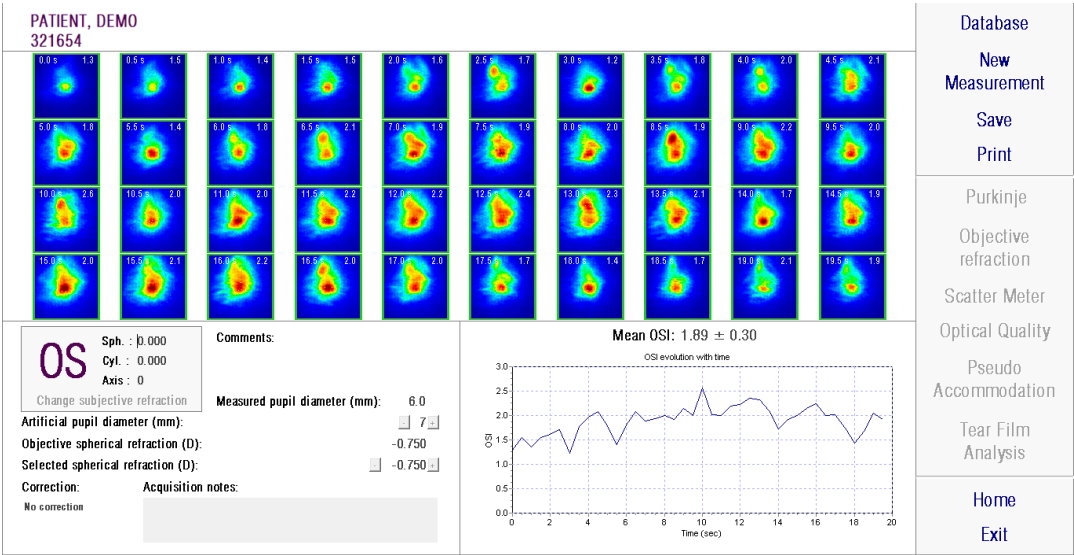 PATIENT, DEMO
321654
0.0 s 1.3 0.5 s 1.5 1.0 s 1.4 1.5 s 1.5 2.0 s 1.6 2.5 s 1.7 3.0 s 1.2 3.5 s 1.8 4.0 s 2.0 4.5 s 2.1
5.0 s 1.8 5.5 s 1.4 6.0 s 1.8 6.5 s 2.1 7.0 s 1.9 7.5 s 1.9 8.0 s 2.0 8.5 s 1.9 9.0 s 2.2 9.5 s 2.0
10.0 s 2.6 10.5 s 2.0 11.0 s 2.0 11.5 s 2.2 12.0 s 2.2 12.5 s 2.4 13.0 s 2.3 13.5 s 2.1 14.0 s 1.7 14.5 s 1.9
15.0 s 2.0 15.5 s 2.1 16.0 s 2.2 16.5 s 2.0 17.0 s 2.0 17.5 s 1.7 18.0 s 1.4 18.5 s 1.7 19.0 s 2.1 19.5 s 1.9
OS
Sph. : 0.000
Cyl. : 0.000
Axis : 0
Change subjective refraction
Comments:
Measured pupil diameter (mm): 6.0
Artificial pupil diameter (mm): - 7 +
Objective spherical refraction (D): -0.750
Selected spherical refraction (D): - -0.750 +
Correction: Acquisition notes:
No correction
Mean OSI: 1.89 ± 0.30
OSI evolution with time
3.0
2.5
2.0
1.5
1.0
0.5
0.0
OSI
0 2 4 6 8 10 12 14 16 18 20
Time (sec)
Database
New
Measurement
Save
Print
Purkinje
Objective
refraction
Scatter Meter
Optical Quality
Pseudo
Accommodation
Tear Film
Analysis
Home
Exit